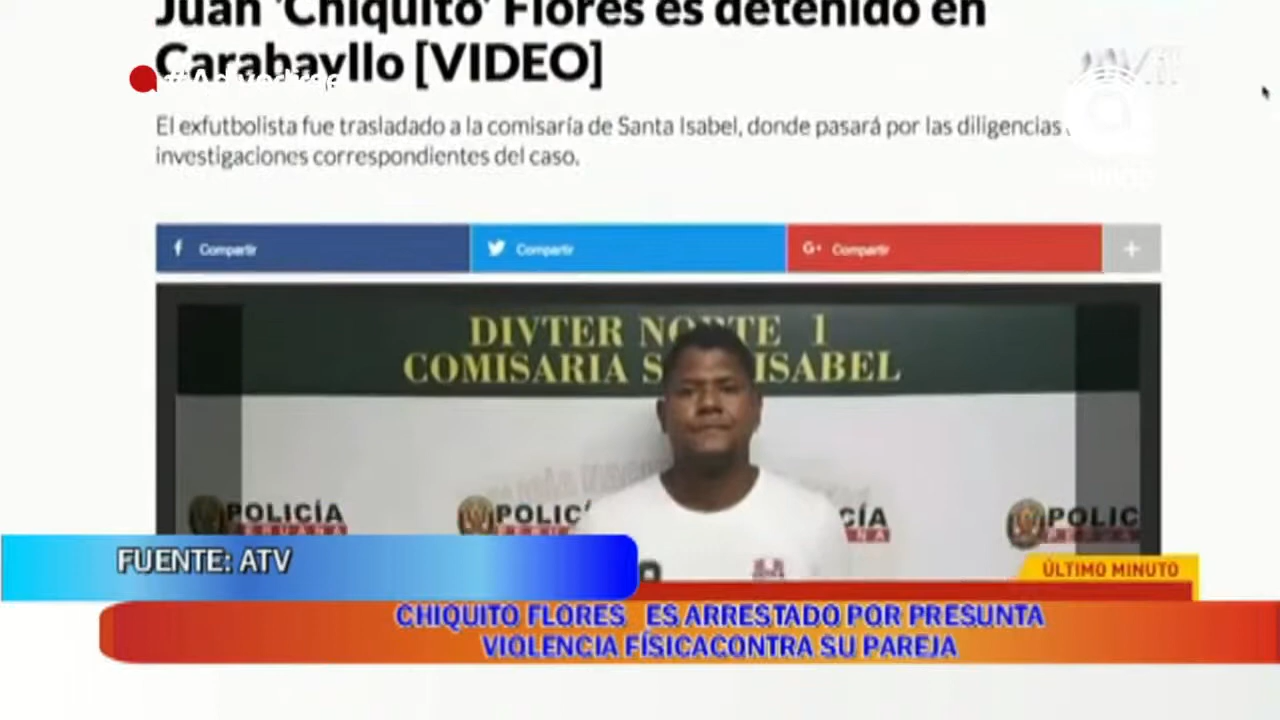 Juan 'Chiquito' Flores es detenido en
Carabayllo [VIDEO]
El exfutbolista fue trasladado a la comisaría de Santa Isabel, donde pasará por las diligencias
investigaciones correspondientes del caso.
Compartir
Compartir
G+ Compartir
+
DIVTER NORTE 1
COMISARIA S ISABEL
POLICÍA
POLIC
CÍA
POLIC
FUENTE: ATV
ÚLTIMO MINUTO
CHIQUITO FLORES ES ARRESTADO POR PRESUNTA
VIOLENCIA FÍSICACONTRA SU PAREJA